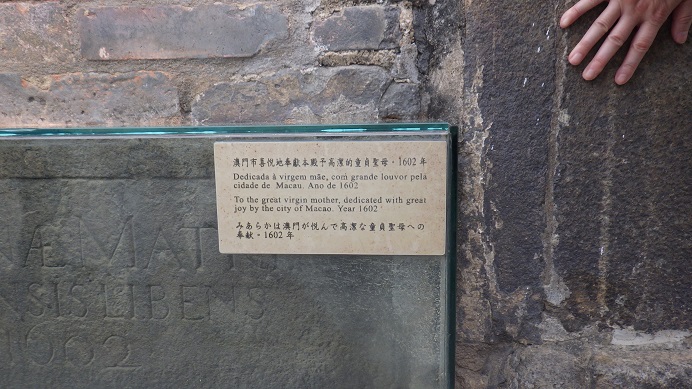 澳門市喜悅地奉獻本殿予高潔的童貞聖母，1602年
Dedicada à virgem mãe, com grande louvor pela
cidade de Macau. Ano de 1602
To the great virgin mother, dedicated with great
joy by the city of Macao. Year 1602
みあらかは澳門が悦んで高潔な童貞聖母への
奉献。1602年
NÆ MATRI
ENSIS LIBENS
1602